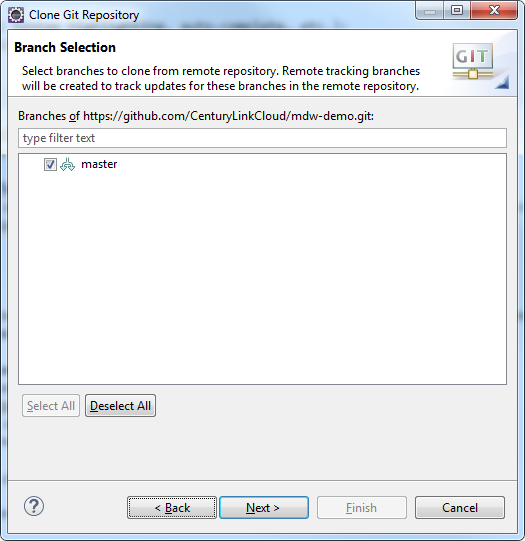 Clone Git Repository
Branch Selection
Select branches to clone from remote repository. Remote tracking branches
will be created to track updates for these branches in the remote repository.
GIT
Branches of https://github.com/CenturyLinkCloud/mdw-demo.git:
type filter text
master
Select All
Deselect All
?
< Back
Next >
Finish
Cancel